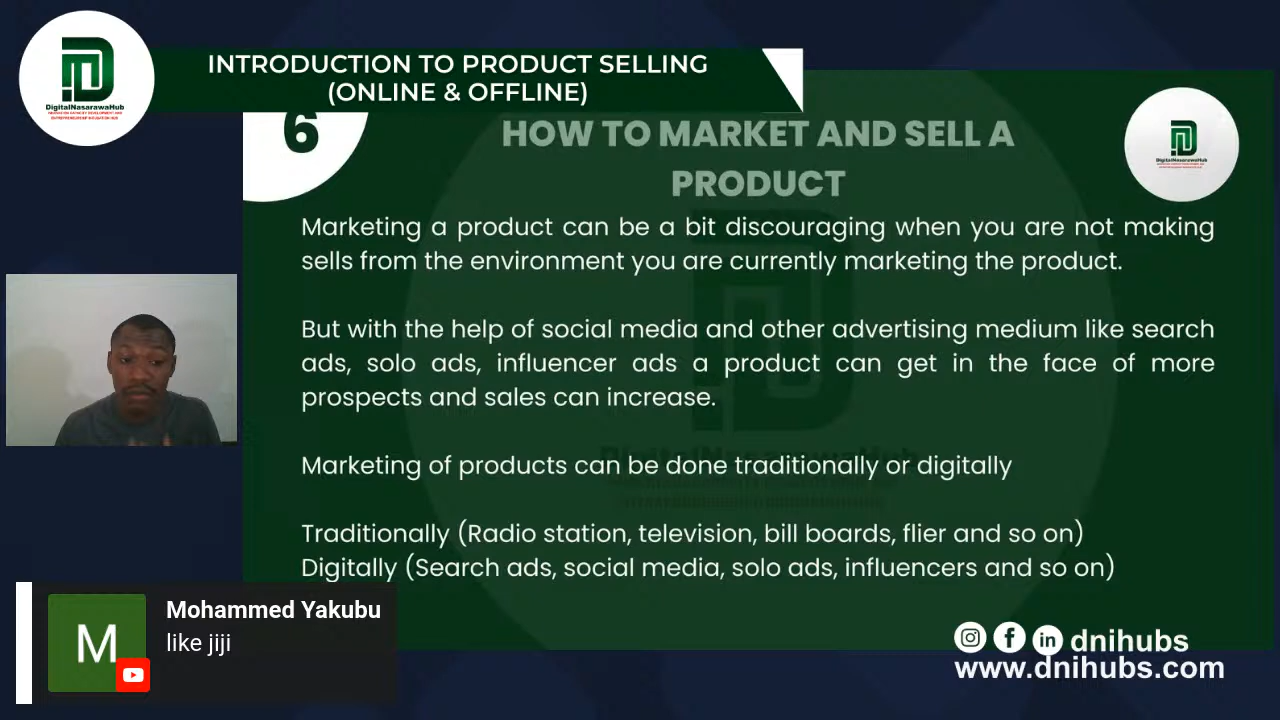 DigitalNasarawaHub
INTRODUCTION TO PRODUCT SELLING
(ONLINE & OFFLINE)
6
HOW TO MARKET AND SELL A
PRODUCT
DigitalNasarawaHub
Marketing a product can be a bit discouraging when you are not making
sells from the environment you are currently marketing the product.
But with the help of social media and other advertising medium like search
ads, solo ads, influencer ads a product can get in the face of more
prospects and sales can increase.
Marketing of products can be done traditionally or digitally
Traditionally (Radio station, television, bill boards, flier and so on)
Digitally (Search ads, social media, solo ads, influencers and so on)
M
Mohammed Yakubu
like jiji
dnihubs
www.dnihubs.com